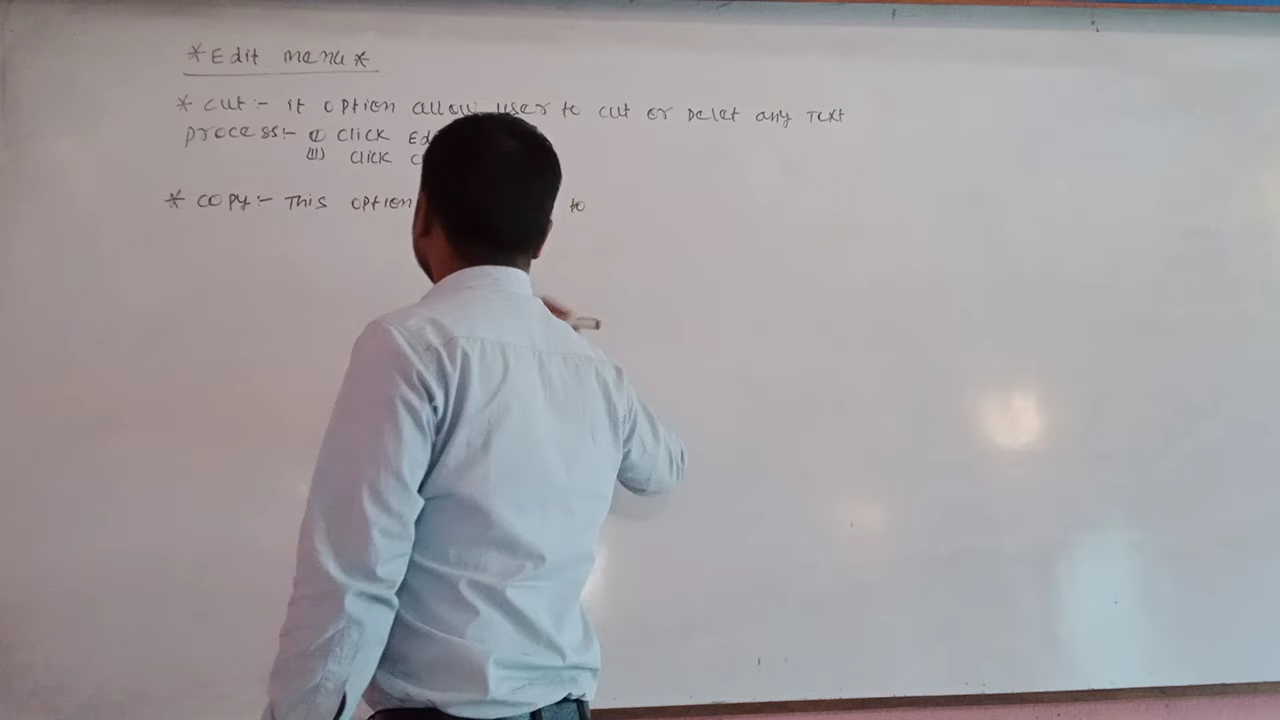 *Edit menu*
* cut :- it option allow user to cut or Delet any Text
process :- (i) click
(ii) click
* copy :- This option to